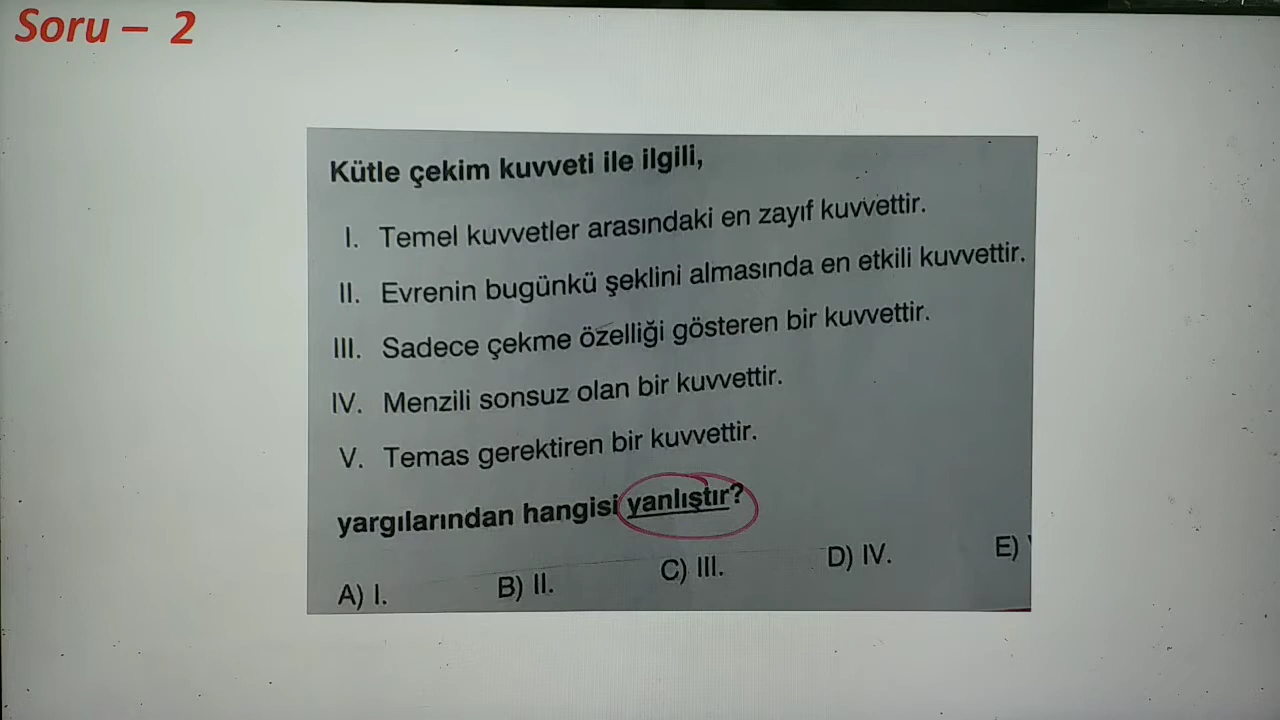 Soru – 2
Kütle çekim kuvveti ile ilgili,
I. Temel kuvvetler arasındaki en zayıf kuvvettir.
II. Evrenin bugünkü şeklini almasında en etkili kuvvettir.
III. Sadece çekme özelliği gösteren bir kuvvettir.
IV. Menzili sonsuz olan bir kuvvettir.
V. Temas gerektiren bir kuvvettir.
yargılarından hangisi yanlıştır?
A) I. B) II. C) III. D) IV. E)